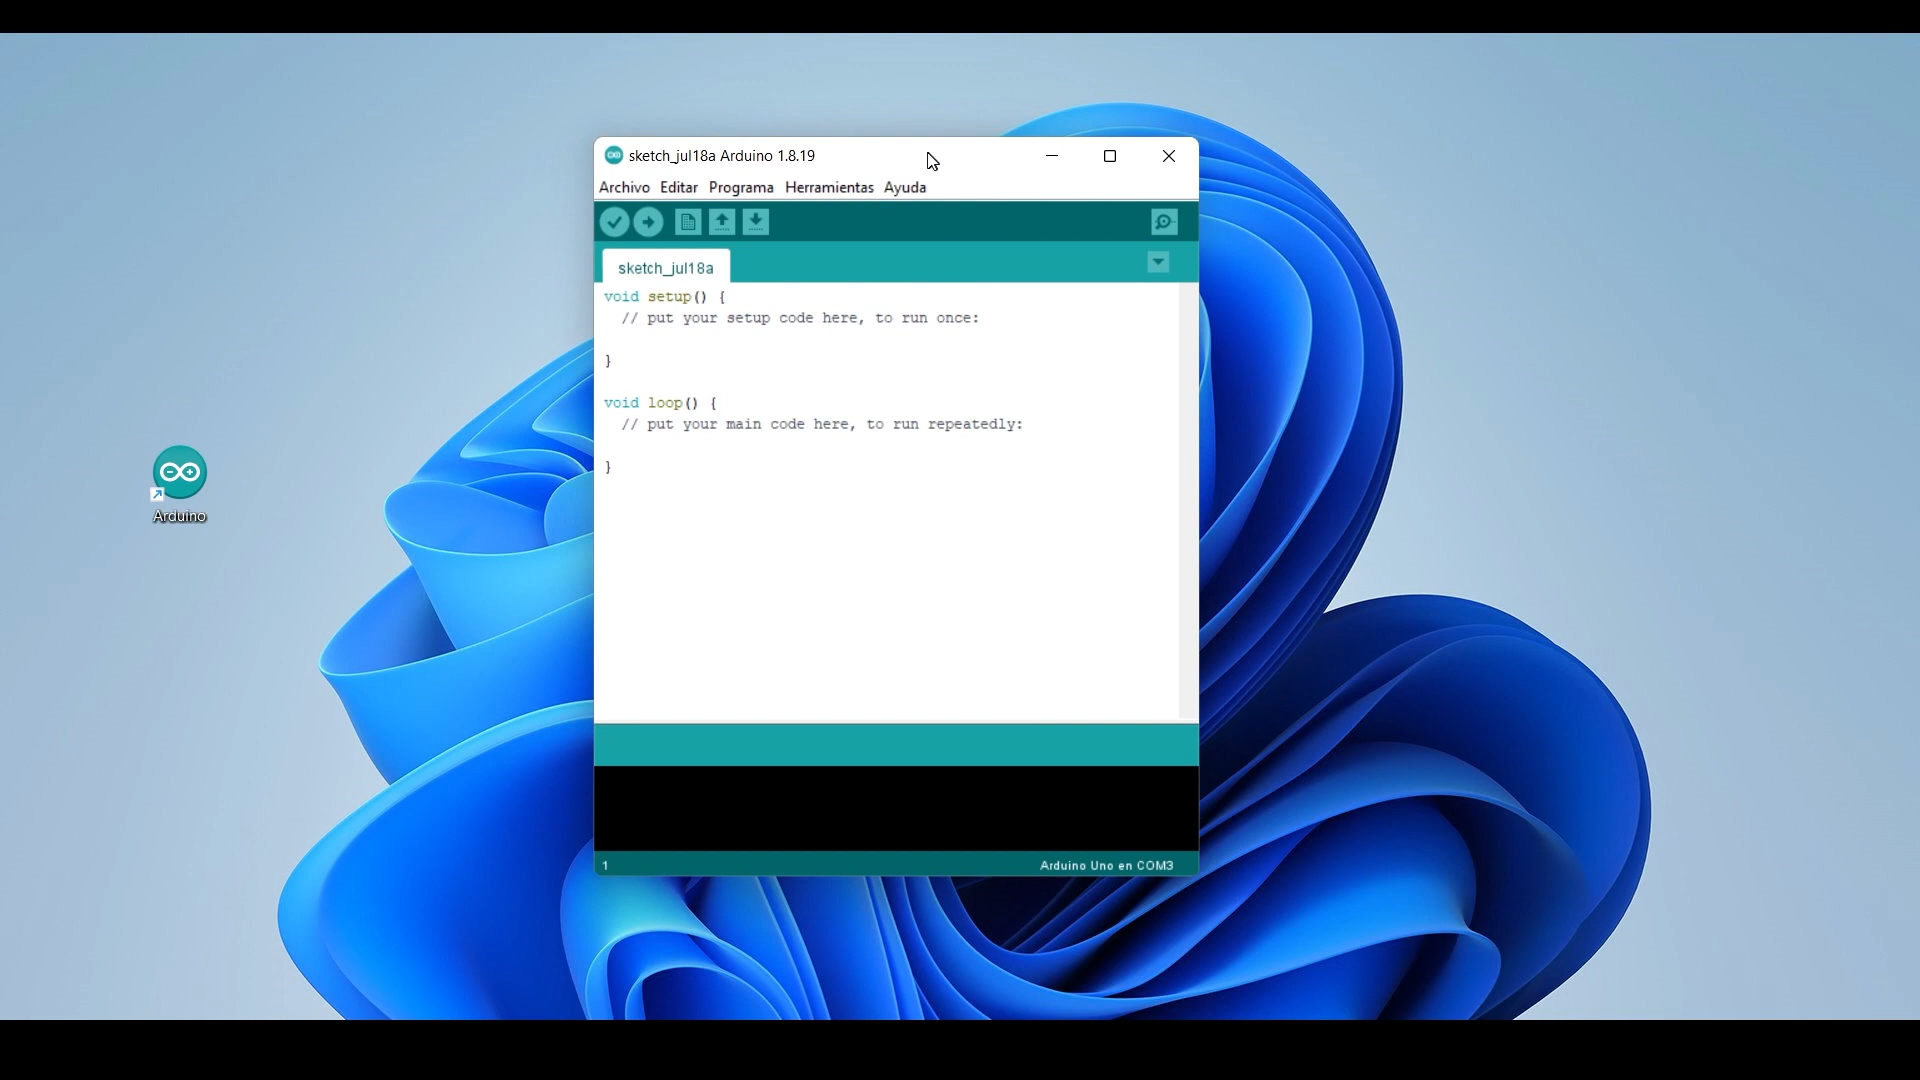 sketch_jul18a Arduino 1.8.19
Archivo Editar Programa Herramientas Ayuda
sketch_jul18a
void setup() {
// put your setup code here, to run once:
}
void loop() {
// put your main code here, to run repeatedly:
}
Arduino
1 Arduino Uno en COM3